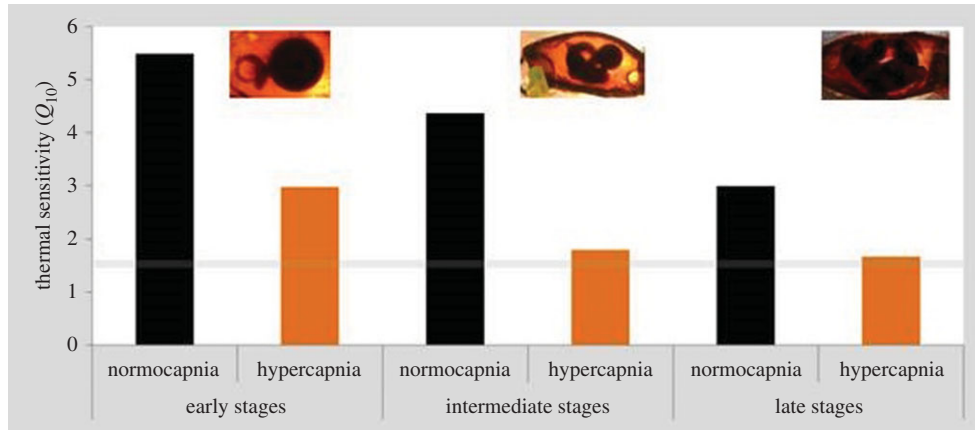 thermal sensitivity (Q10)
6
5
4
3
2
1
0
normocapnia hypercapnia normocapnia hypercapnia normocapnia hypercapnia
early stages intermediate stages late stages